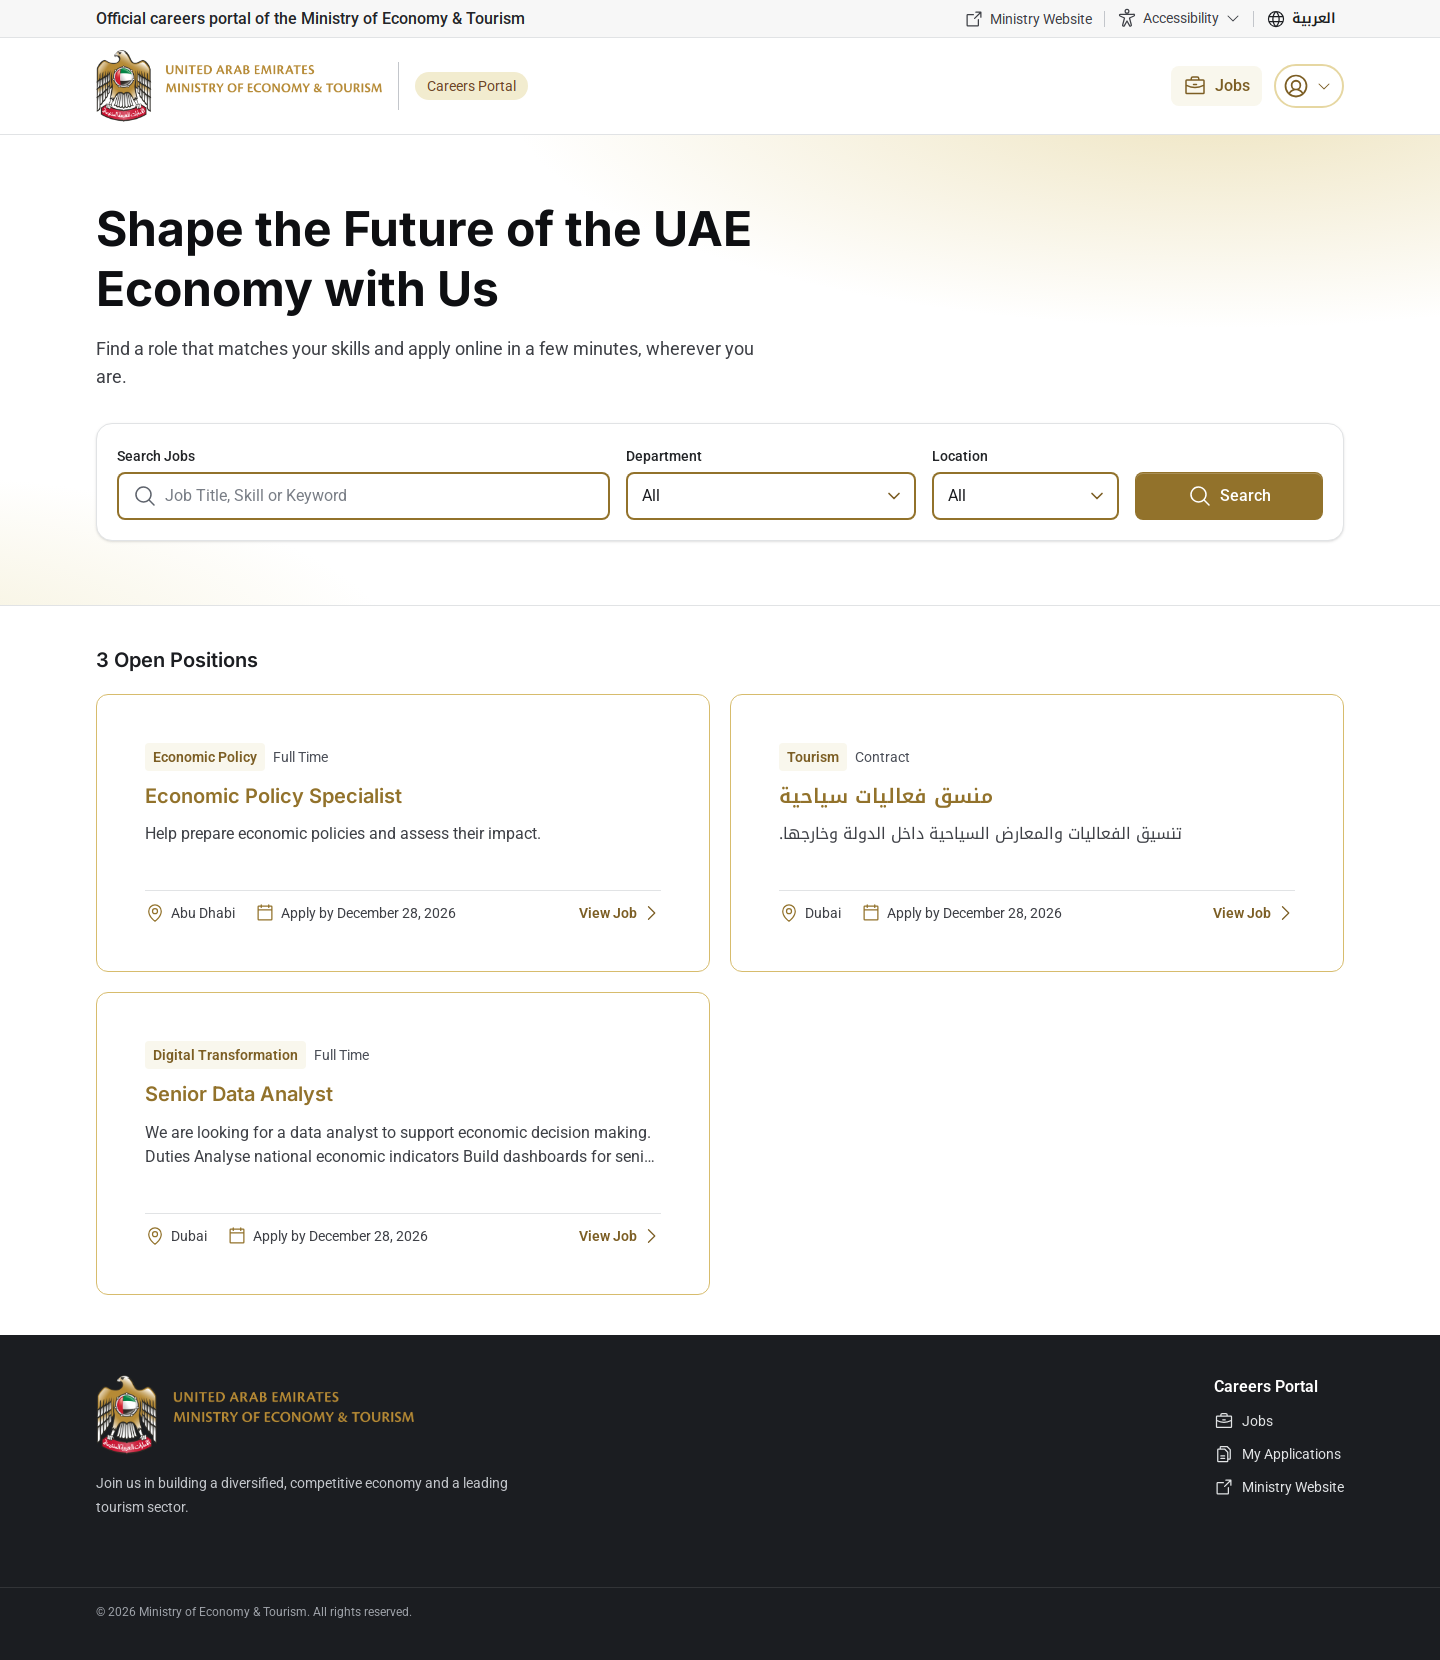 Official careers portal of the Ministry of Economy & Tourism
Ministry Website
Accessibility
العربية
UNITED ARAB EMIRATES
MINISTRY OF ECONOMY & TOURISM
Careers Portal
Jobs
Shape the Future of the UAE
Economy with Us
Find a role that matches your skills and apply online in a few minutes, wherever you
are.
Search Jobs
Department
Location
Job Title, Skill or Keyword
All
All
Search
3 Open Positions
Economic Policy
Full Time
Economic Policy Specialist
Help prepare economic policies and assess their impact.
Abu Dhabi
Apply by December 28, 2026
View Job
Tourism
Contract
منسق فعاليات سياحية
تنسيق الفعاليات والمعارض السياحية داخل الدولة وخارجها.
Dubai
Apply by December 28, 2026
View Job
Digital Transformation
Full Time
Senior Data Analyst
We are looking for a data analyst to support economic decision making.
Duties Analyse national economic indicators Build dashboards for seni...
Dubai
Apply by December 28, 2026
View Job
UNITED ARAB EMIRATES
MINISTRY OF ECONOMY & TOURISM
Join us in building a diversified, competitive economy and a leading
tourism sector.
Careers Portal
Jobs
My Applications
Ministry Website
© 2026 Ministry of Economy & Tourism. All rights reserved.